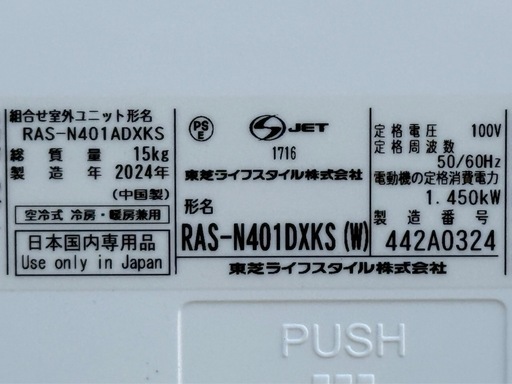 組合せ室外ユニット形名
RAS-N401ADXKS
総質量 15kg
製造年 2024年
(中国製)
空冷式 冷房・暖房兼用
日本国内専用品
Use only in Japan
PS
E
JET
1716
東芝ライフスタイル株式会社
形名
RAS-N401DXKS(W)
東芝ライフスタイル株式会社
定格電圧 100V
定格周波数
50/60Hz
電動機の定格消費電力
1.450kW
製造番号
442A0324
PUSH